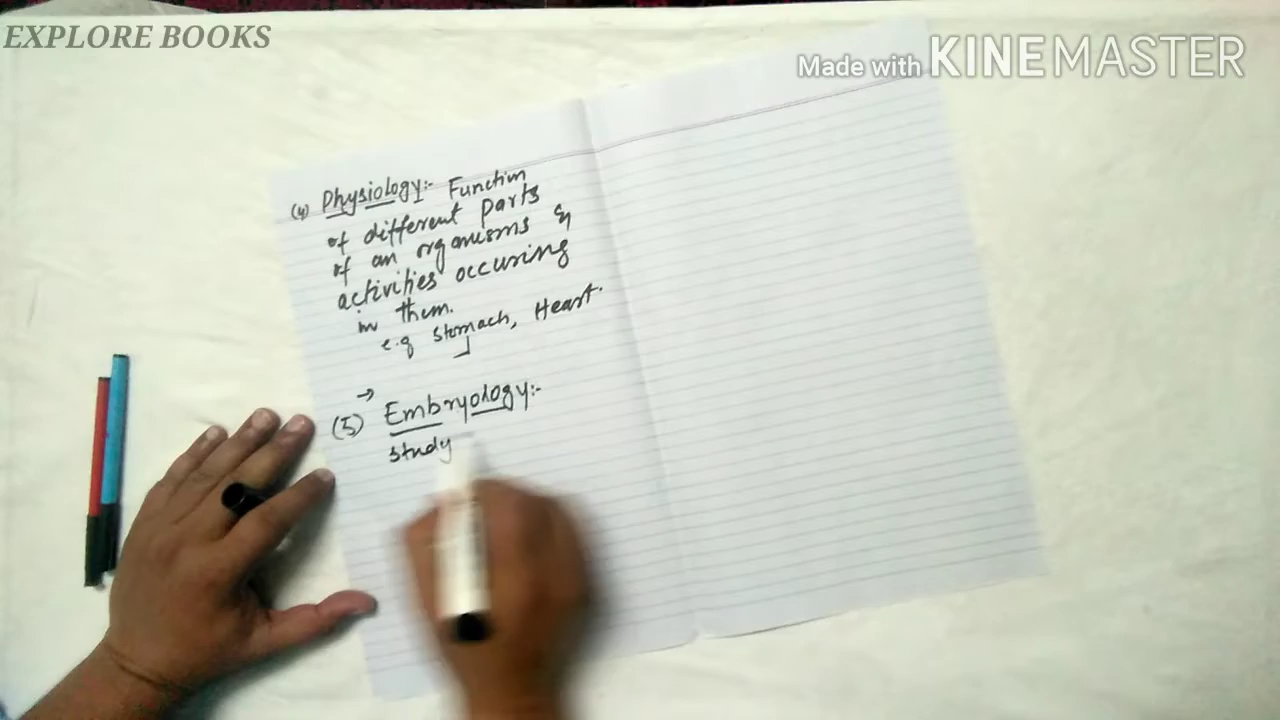 EXPLORE BOOKS
Made with KINEMASTER
(4) Physiology:- Function
of different parts
of an organisms &
activities occuring
in them.
e.g Stomach, Heart.
→
(5) Embryology:-
study